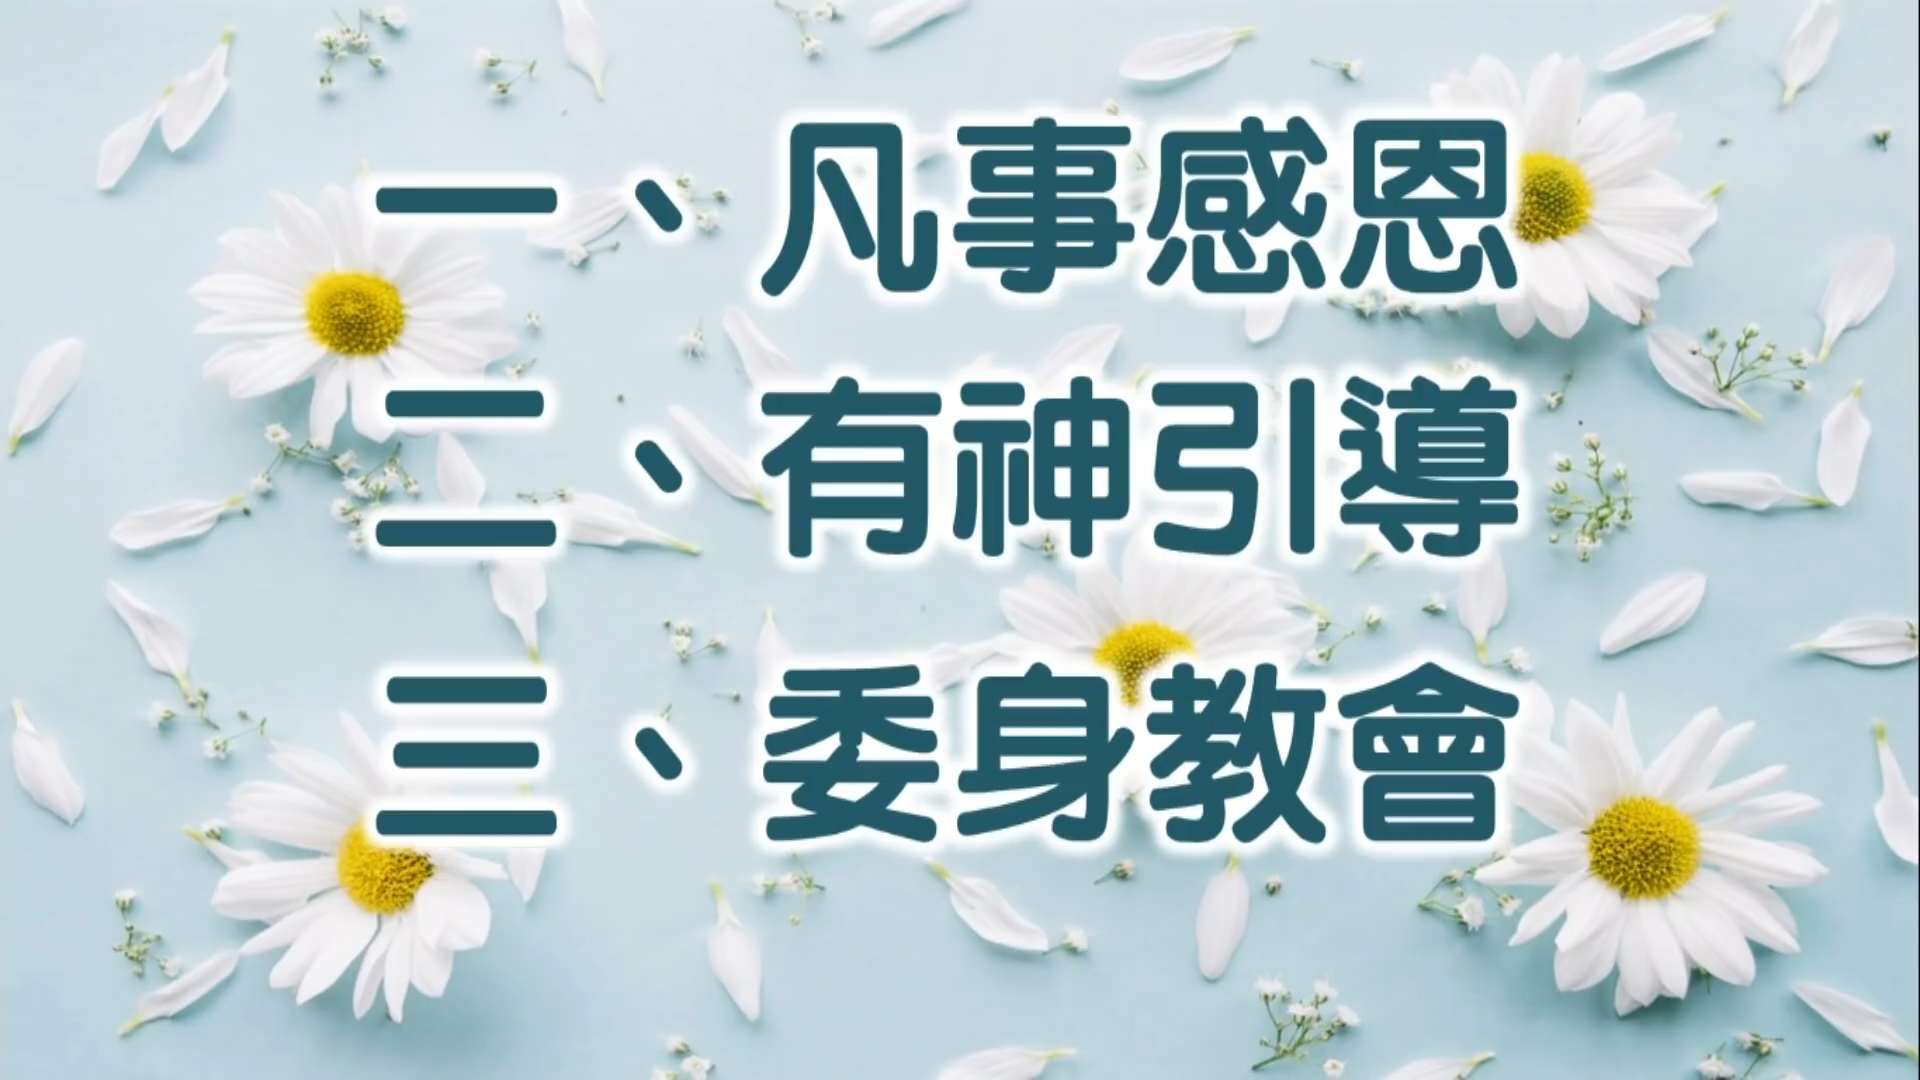 一、凡事感恩
二、有神引導
三、委身教會